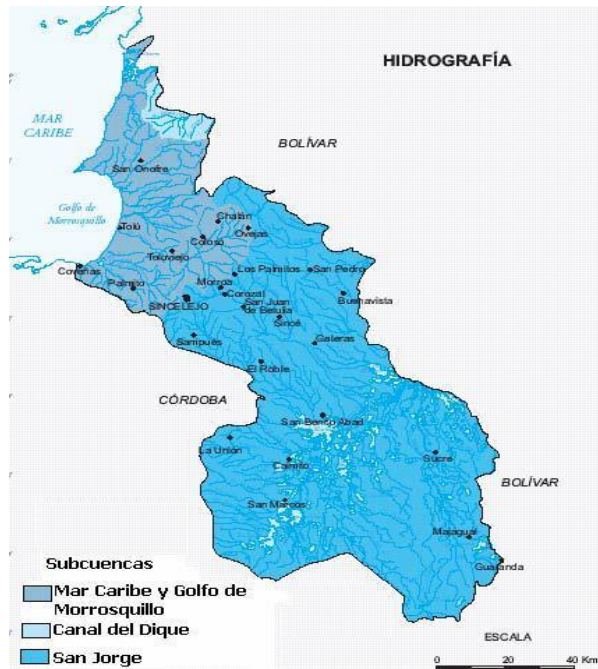 HIDROGRAFÍA
MAR
CARIBE
BOLÍVAR
San Onofre
Golfo de
Morrosquillo
Tolú
Chalán
Ovejas
Colosó
Toluviejo
Coveñas
Los Palmitos
San Pedro
Palmito
Morroa
Corozal
SINCELEJO
San Juan
de Betulia
Buenavista
Sincé
Sampués
Galeras
El Roble
CÓRDOBA
San Benito Abad
La Unión
Caimito
Sucre
BOLÍVAR
San Marcos
Majagual
Guaranda
Subcuencas
Mar Caribe y Golfo de
Morrosquillo
Canal del Dique
San Jorge
ESCALA
0 20 40 Km